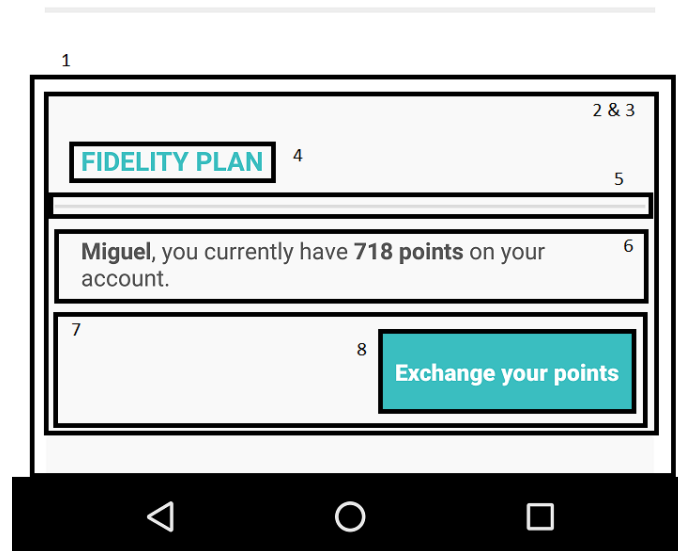 1
2 & 3
FIDELITY PLAN 4
5
Miguel, you currently have 718 points on your 6
account.
7
8 Exchange your points